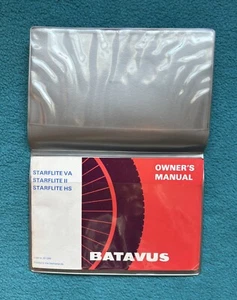 STARFLITE VA
STARFLITE II
STARFLITE HS
OWNER'S
MANUAL
BATAVUS